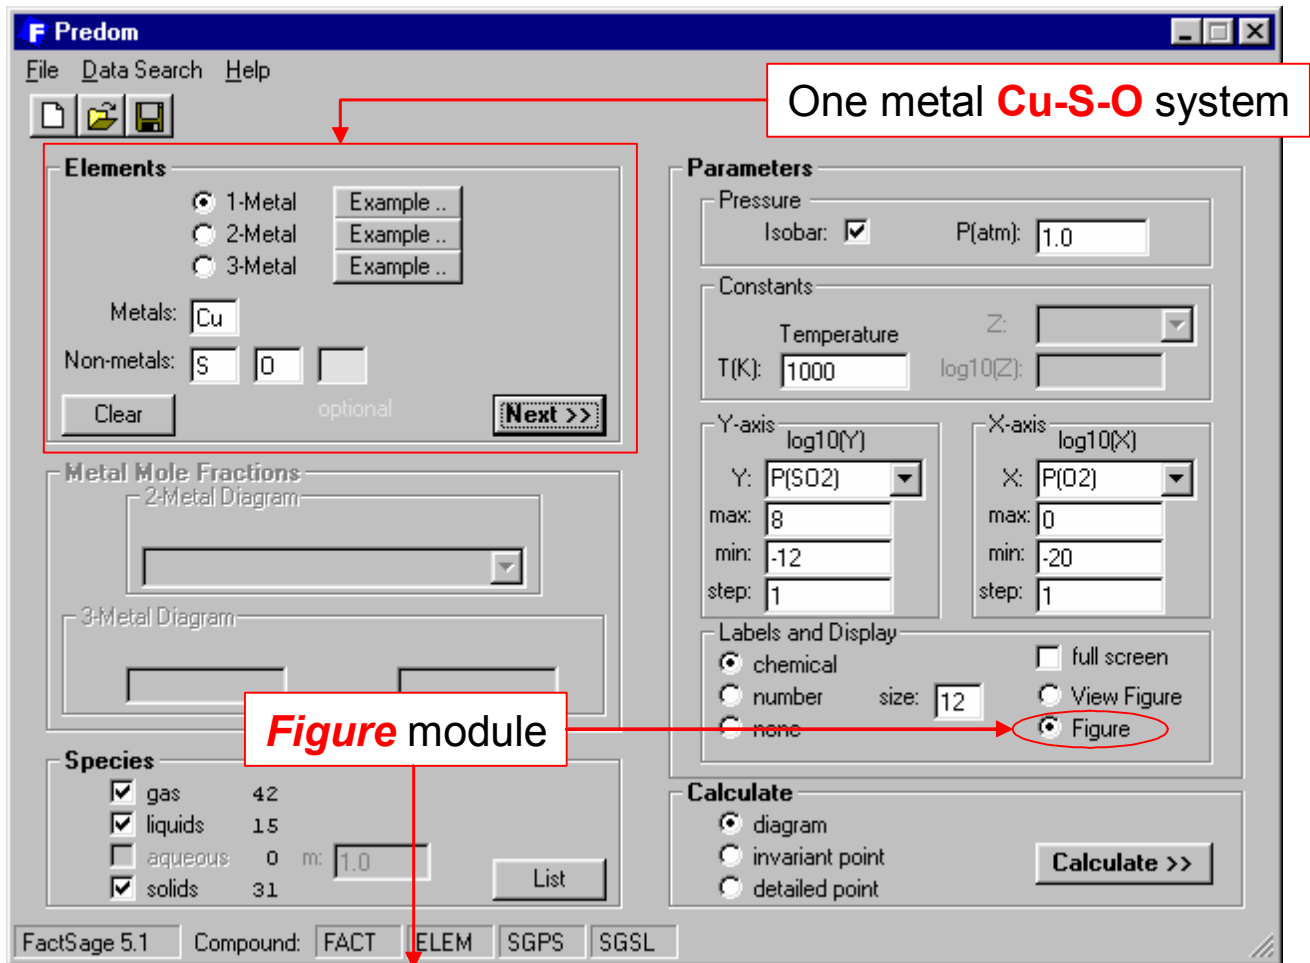 Predom
File Data Search Help
One metal Cu-S-O system
Elements
1-Metal Example ..
2-Metal Example ..
3-Metal Example ..
Metals: Cu
Non-metals: S O
optional
Clear Next >>
Metal Mole Fractions
2-Metal Diagram
3-Metal Diagram
Figure module
Species
gas 42
liquids 15
aqueous 0 m: 1.0
solids 31
List
Parameters
Pressure
Isobar: P(atm): 1.0
Constants
Temperature Z:
T(K): 1000 log10(Z):
Y-axis
log10(Y)
Y: P(SO2)
max: 8
min: -12
step: 1
X-axis
log10(X)
X: P(O2)
max: 0
min: -20
step: 1
Labels and Display
chemical full screen
number size: 12 View Figure
none Figure
Calculate
diagram
invariant point
detailed point
Calculate >>
FactSage 5.1 Compound: FACT ELEM SGPS SGSL